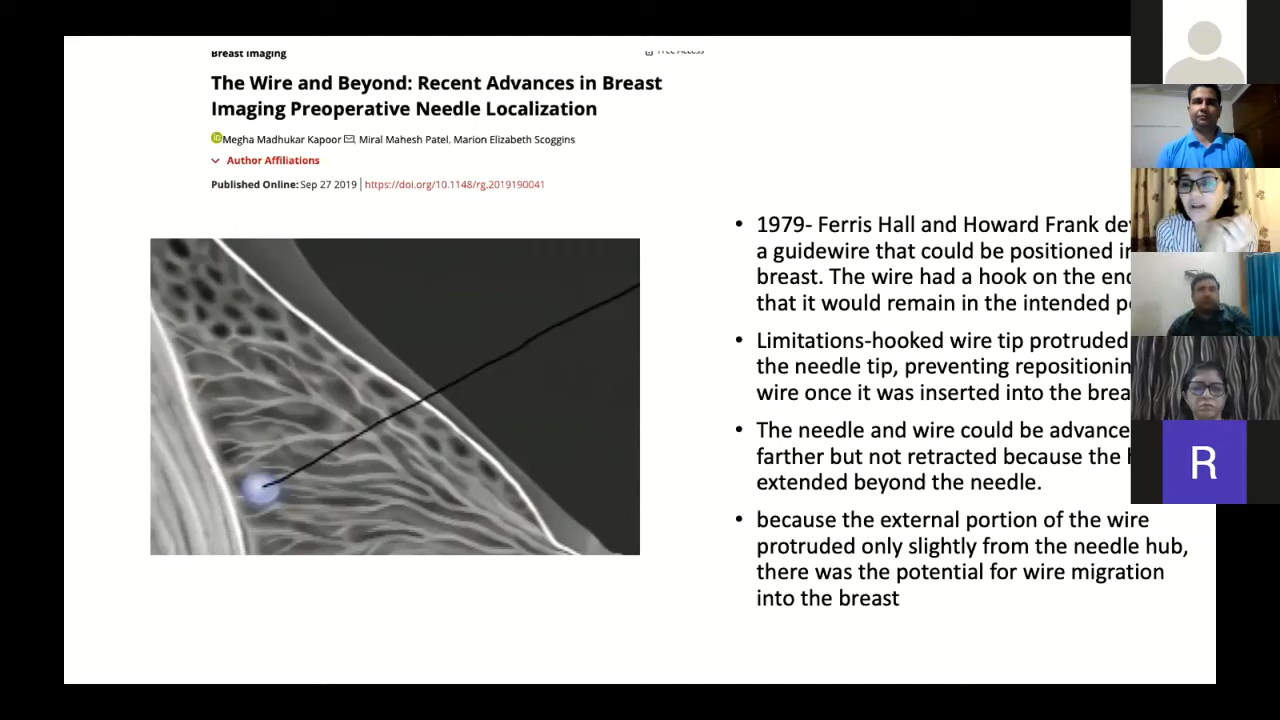 Breast Imaging
Free Access
The Wire and Beyond: Recent Advances in Breast
Imaging Preoperative Needle Localization
iD Megha Madhukar Kapoor, Miral Mahesh Patel, Marion Elizabeth Scoggins
Author Affiliations
Published Online: Sep 27 2019 | https://doi.org/10.1148/rg.2019190041
• 1979- Ferris Hall and Howard Frank
a guidewire that could be positioned
breast. The wire had a hook on the
that it would remain in the intended
• Limitations-hooked wire tip protruded
the needle tip, preventing
wire once it was inserted into the
• The needle and wire could be
farther but not retracted because the
extended beyond the needle.
• because the external portion of the wire
protruded only slightly from the needle hub,
there was the potential for wire migration
into the breast
R